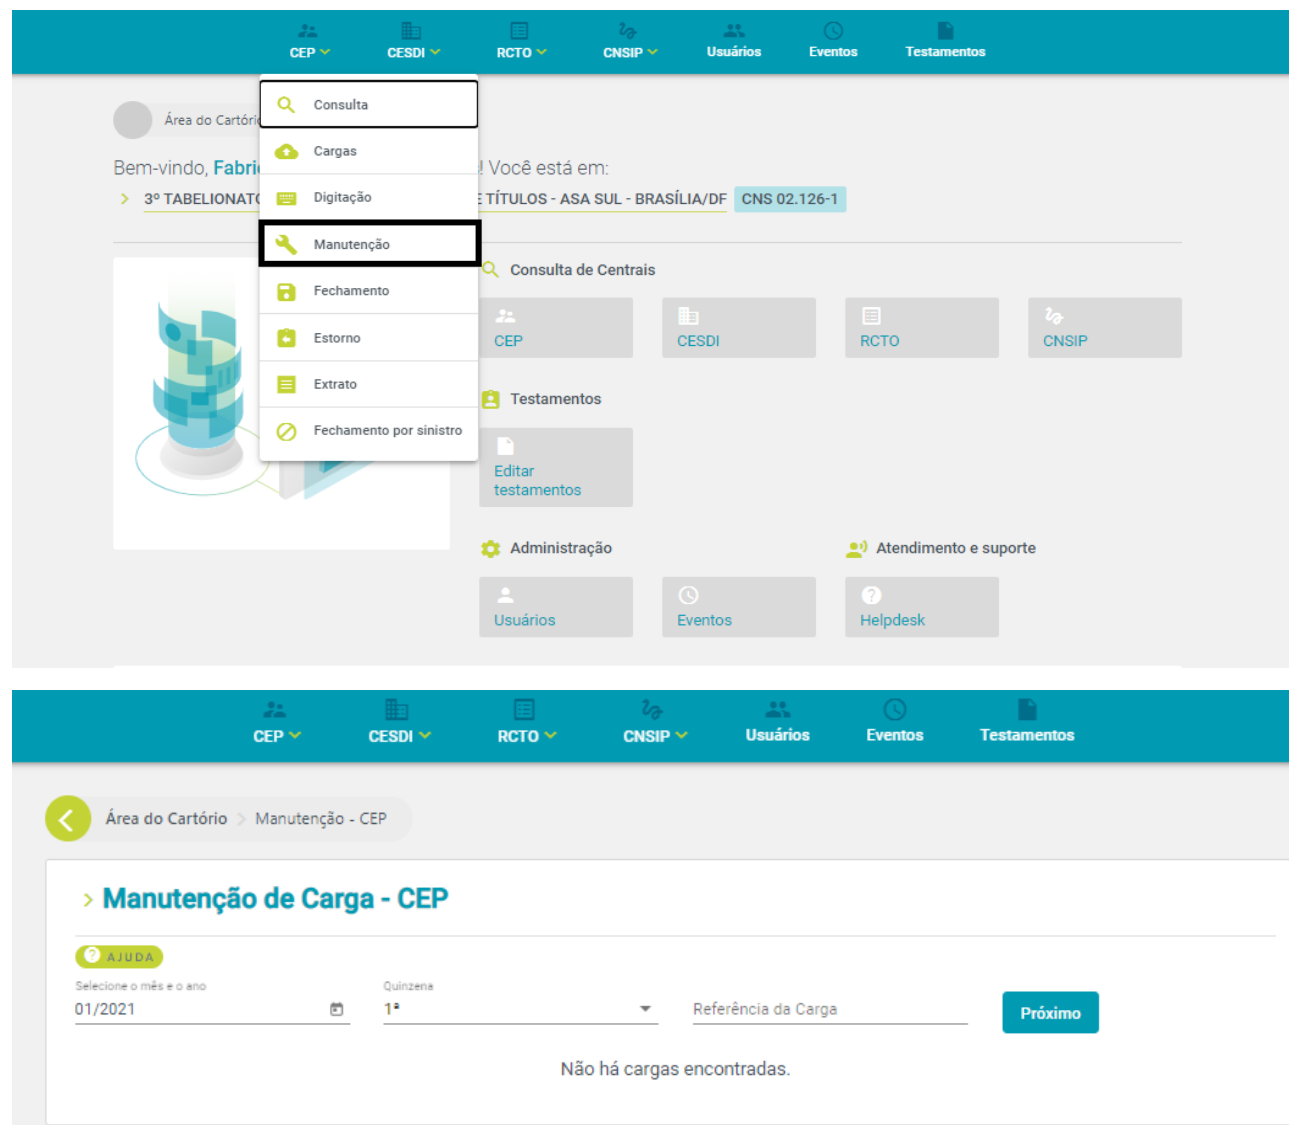 CEP CESDI RCTO CNSIP Usuários Eventos Testamentos
Consulta
Cargas
Digitação
Manutenção
Fechamento
Estorno
Extrato
Fechamento por sinistro
Área do Cartóri
Bem-vindo, Fabri ! Você está em:
3º TABELIONAT E TÍTULOS - ASA SUL - BRASÍLIA/DF CNS 02.126-1
Consulta de Centrais
CEP CESDI RCTO CNSIP
Testamentos
Editar
testamentos
Administração Atendimento e suporte
Usuários Eventos Helpdesk
CEP CESDI RCTO CNSIP Usuários Eventos Testamentos
Área do Cartório > Manutenção - CEP
> Manutenção de Carga - CEP
? AJUDA
Selecione o mês e o ano Quinzena
01/2021 1ª Referência da Carga Próximo
Não há cargas encontradas.